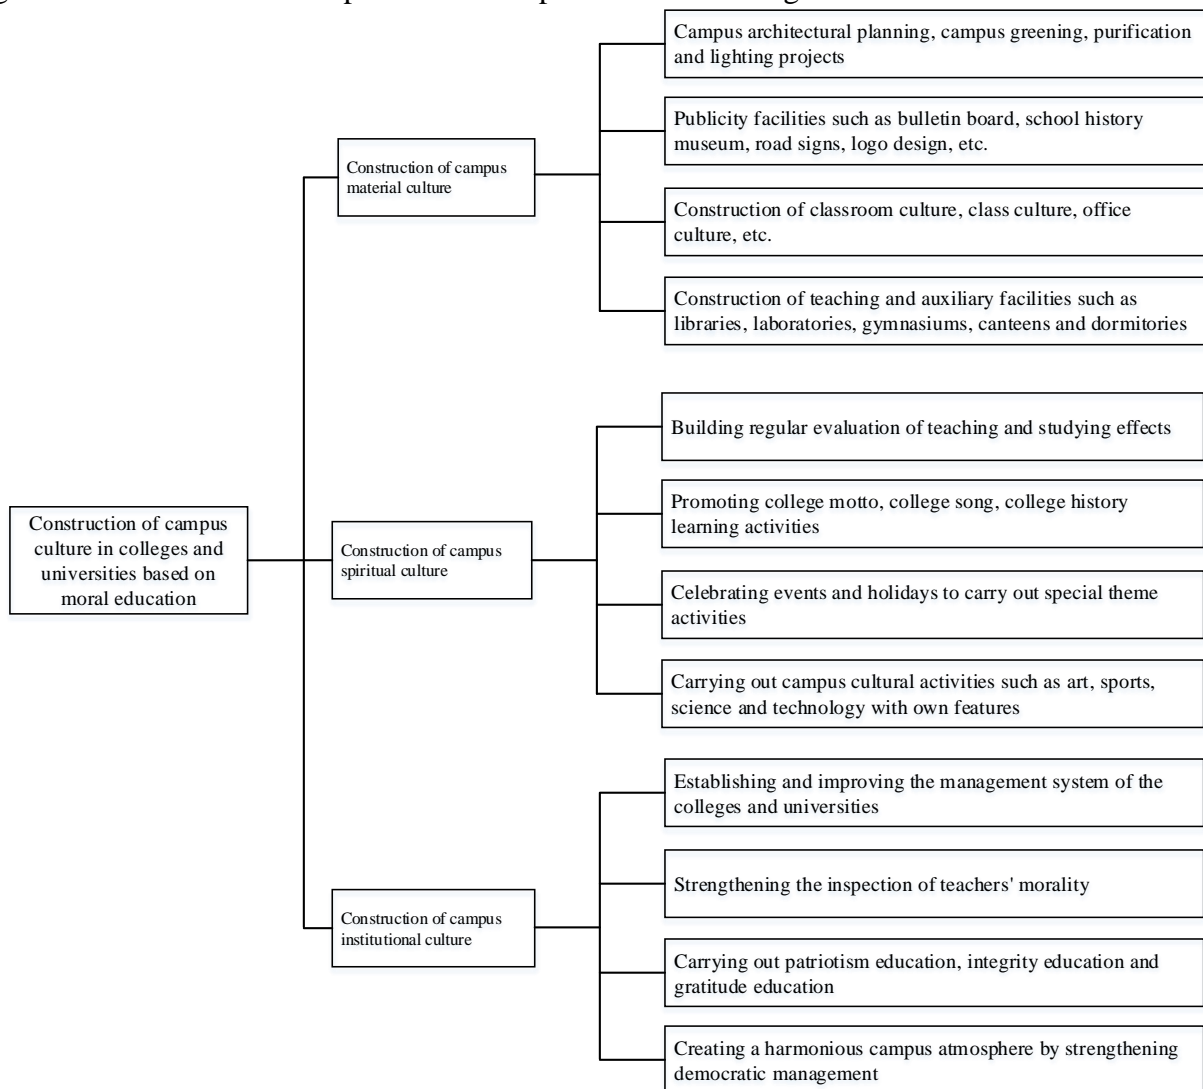 Campus architectural planning, campus greening, purification
and lighting projects
Publicity facilities such as bulletin board, school history
museum, road signs, logo design, etc.
Construction of campus
material culture
Construction of classroom culture, class culture, office
culture, etc.
Construction of teaching and auxiliary facilities such as
libraries, laboratories, gymnasiums, canteens and dormitories
Building regular evaluation of teaching and studying effects
Promoting college motto, college song, college history
learning activities
Construction of campus
culture in colleges and
universities based on
moral education
Construction of campus
spiritual culture
Celebrating events and holidays to carry out special theme
activities
Carrying out campus cultural activities such as art, sports,
science and technology with own features
Establishing and improving the management system of the
colleges and universities
Strengthening the inspection of teachers' morality
Construction of campus
institutional culture
Carrying out patriotism education, integrity education and
gratitude education
Creating a harmonious campus atmosphere by strengthening
democratic management